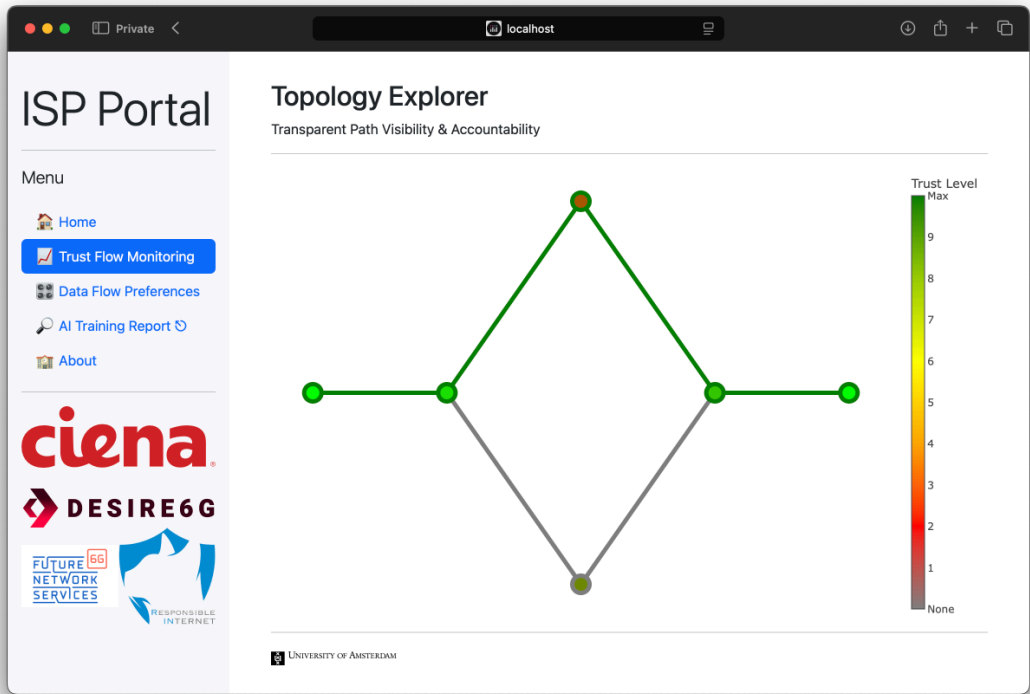 Private
localhost
ISP Portal
Menu
Home
Trust Flow Monitoring
Data Flow Preferences
AI Training Report
About
ciena®
DESIRE6G
FUTURE 6G
NETWORK
SERVICES
RESPONSIBLE
INTERNET
Topology Explorer
Transparent Path Visibility & Accountability
Trust Level
Max
9
8
7
6
5
4
3
2
1
None
UNIVERSITY OF AMSTERDAM